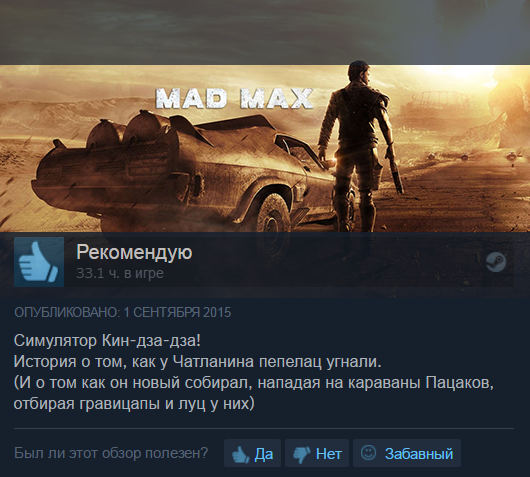 MAD MAX
Рекомендую
33.1 ч. в игре
ОПУБЛИКОВАНО: 1 СЕНТЯБРЯ 2015
Симулятор Кин-дза-дза!
История о том, как у Чатланина пепелац угнали.
(И о том как он новый собирал, нападая на караваны Пацаков,
отбирая гравицапы и луц у них)
Был ли этот обзор полезен? Да Нет Забавный